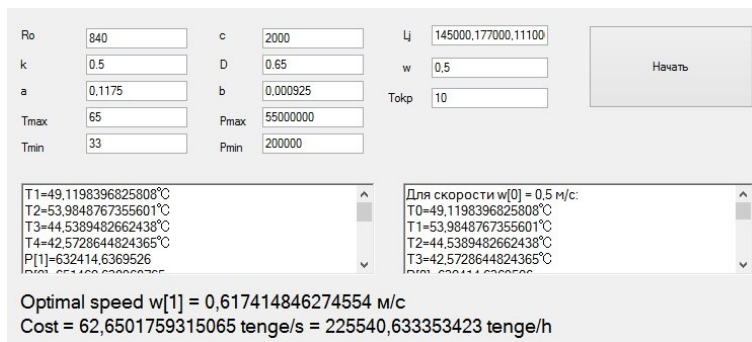 Ro 840 c 2000 Lj 145000,177000,111000
k 0.5 D 0.65 w 0,5 Начать
a 0,1175 b 0,000925 Токр 10
Tmax 65 Pmax 55000000
Tmin 33 Pmin 200000
T1=49,1198396825808°C
T2=53,9848767355601°C
T3=44,5389482662438°C
T4=42,5728644824365°C
P[1]=632414,6369526
Для скорости w[0] = 0,5 м/с:
T0=49,1198396825808°C
T1=53,9848767355601°C
T2=44,5389482662438°C
T3=42,5728644824365°C
Optimal speed w[1] = 0,617414846274554 м/с
Cost = 62,6501759315065 tenge/s = 225540,633353423 tenge/h